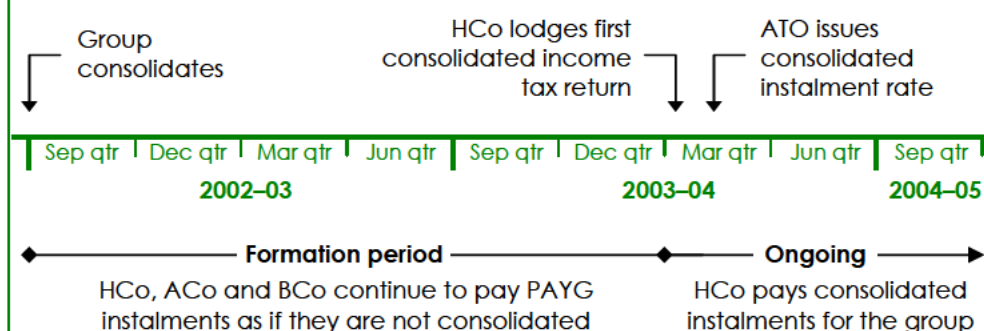 Group
consolidates
HCo lodges first
consolidated income
tax return
ATO issues
consolidated
instalment rate
Sep qtr Dec qtr Mar qtr Jun qtr Sep qtr Dec qtr Mar qtr Jun qtr Sep qtr
2002–03 2003–04 2004–05
Formation period Ongoing
HCo, ACo and BCo continue to pay PAYG
instalments as if they are not consolidated
HCo pays consolidated
instalments for the group